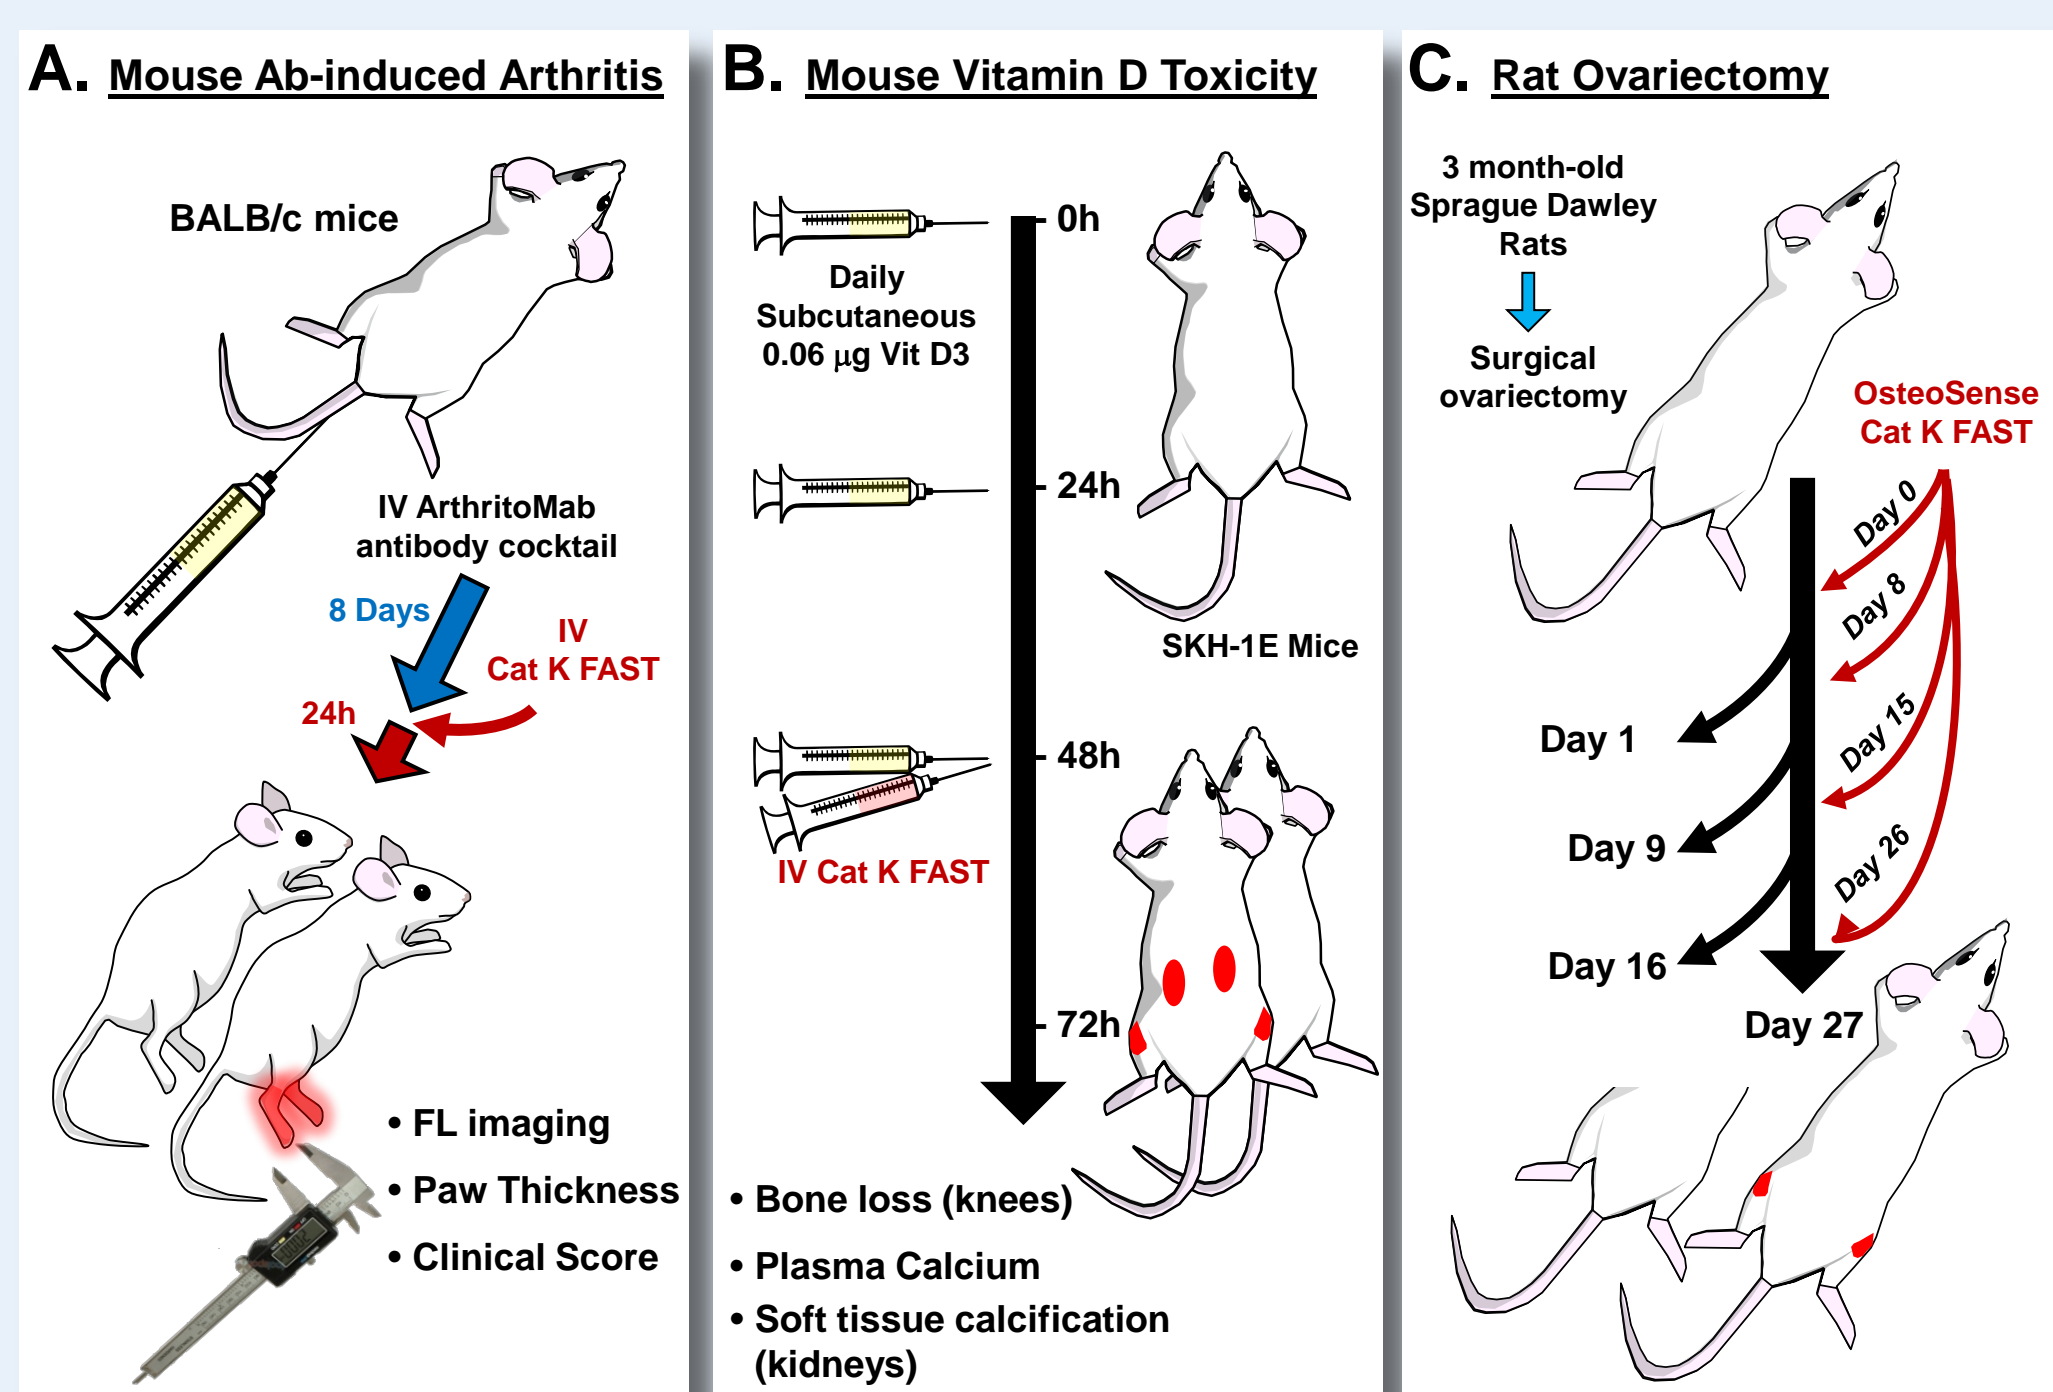 A. Mouse Ab-induced Arthritis
BALB/c mice
IV ArthritoMab
antibody cocktail
8 Days
IV
Cat K FAST
24h
• FL imaging
• Paw Thickness
• Clinical Score
B. Mouse Vitamin D Toxicity
0h
Daily
Subcutaneous
0.06 μg Vit D3
24h
SKH-1E Mice
48h
IV Cat K FAST
72h
• Bone loss (knees)
• Plasma Calcium
• Soft tissue calcification
(kidneys)
C. Rat Ovariectomy
3 month-old
Sprague Dawley
Rats
Surgical
ovariectomy
OsteoSense
Cat K FAST
Day 0
Day 8
Day 15
Day 26
Day 1
Day 9
Day 16
Day 27